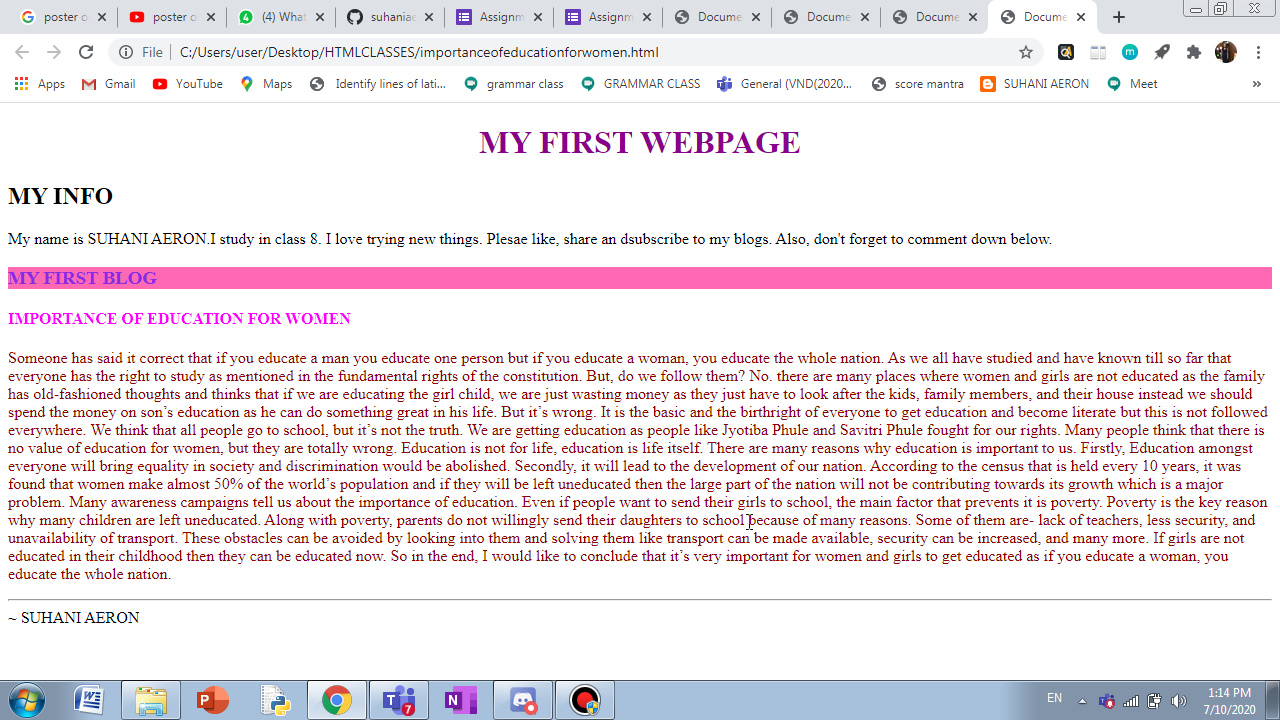 poster o
poster o
(4) What
suhania
Assignm
Assignm
Docume
Docume
Docume
Docume
File | C:/Users/user/Desktop/HTMLCLASSES/importanceofeducationforwomen.html
Apps
Gmail
YouTube
Maps
Identify lines of lati...
grammar class
GRAMMAR CLASS
General (VND(2020...
score mantra
SUHANI AERON
Meet
MY FIRST WEBPAGE
MY INFO
My name is SUHANI AERON.I study in class 8. I love trying new things. Plesae like, share an dsubscribe to my blogs. Also, don't forget to comment down below.
MY FIRST BLOG
IMPORTANCE OF EDUCATION FOR WOMEN
Someone has said it correct that if you educate a man you educate one person but if you educate a woman, you educate the whole nation. As we all have studied and have known till so far that
everyone has the right to study as mentioned in the fundamental rights of the constitution. But, do we follow them? No. there are many places where women and girls are not educated as the family
has old-fashioned thoughts and thinks that if we are educating the girl child, we are just wasting money as they just have to look after the kids, family members, and their house instead we should
spend the money on son’s education as he can do something great in his life. But it’s wrong. It is the basic and the birthright of everyone to get education and become literate but this is not followed
everywhere. We think that all people go to school, but it’s not the truth. We are getting education as people like Jyotiba Phule and Savitri Phule fought for our rights. Many people think that there is
no value of education for women, but they are totally wrong. Education is not for life, education is life itself. There are many reasons why education is important to us. Firstly, Education amongst
everyone will bring equality in society and discrimination would be abolished. Secondly, it will lead to the development of our nation. According to the census that is held every 10 years, it was
found that women make almost 50% of the world’s population and if they will be left uneducated then the large part of the nation will not be contributing towards its growth which is a major
problem. Many awareness campaigns tell us about the importance of education. Even if people want to send their girls to school, the main factor that prevents it is poverty. Poverty is the key reason
why many children are left uneducated. Along with poverty, parents do not willingly send their daughters to school because of many reasons. Some of them are- lack of teachers, less security, and
unavailability of transport. These obstacles can be avoided by looking into them and solving them like transport can be made available, security can be increased, and many more. If girls are not
educated in their childhood then they can be educated now. So in the end, I would like to conclude that it’s very important for women and girls to get educated as if you educate a woman, you
educate the whole nation.
~ SUHANI AERON
EN
1:14 PM
7/10/2020